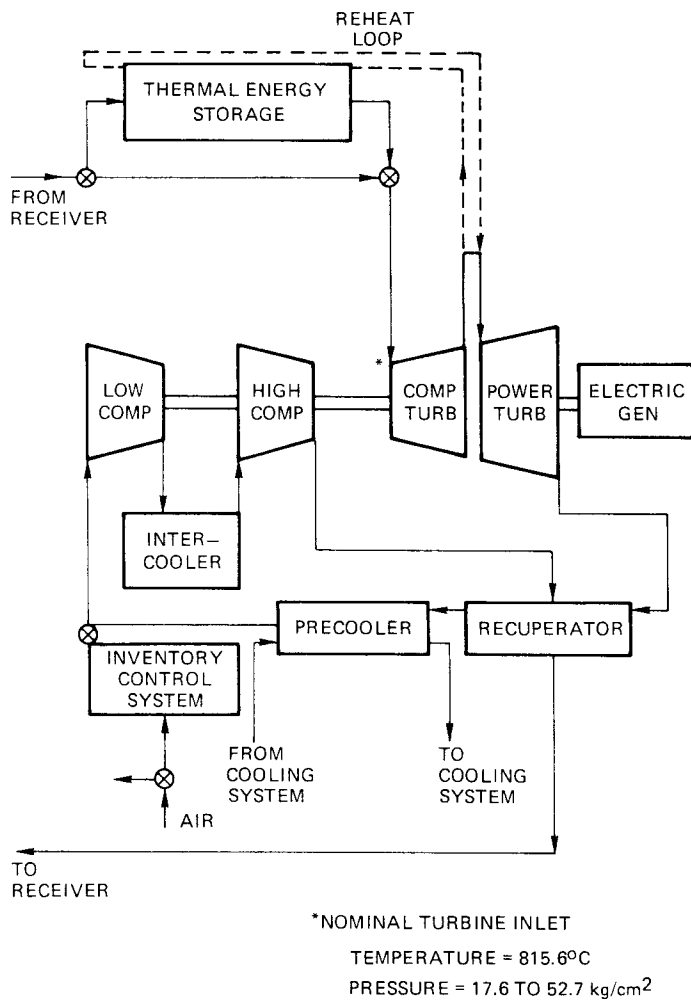 REHEAT
LOOP
THERMAL ENERGY
STORAGE
FROM
RECEIVER
*
LOW
COMP
HIGH
COMP
COMP
TURB
POWER
TURB
ELECTRIC
GEN
INTER—
COOLER
PRECOOLER
RECUPERATOR
INVENTORY
CONTROL
SYSTEM
FROM
COOLING
SYSTEM
TO
COOLING
SYSTEM
AIR
TO
RECEIVER
*NOMINAL TURBINE INLET
TEMPERATURE = 815.6°C
PRESSURE = 17.6 TO 52.7 kg/cm²